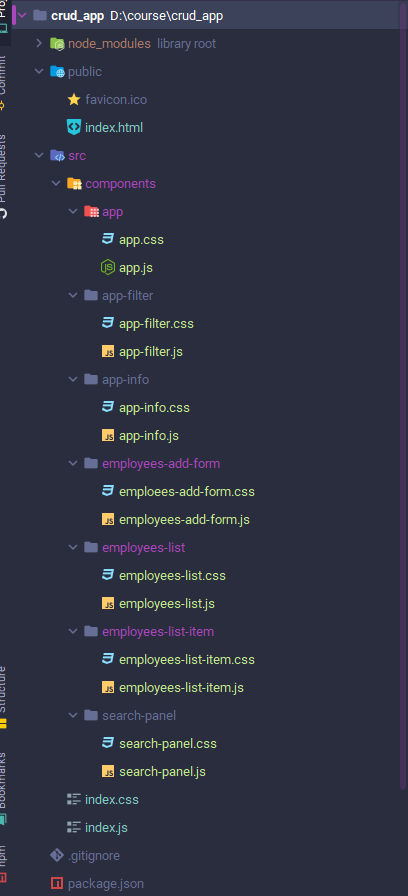 crud_app D:\course\crud_app
node_modules library root
public
favicon.ico
index.html
src
components
app
app.css
app.js
app-filter
app-filter.css
app-filter.js
app-info
app-info.css
app-info.js
employees-add-form
emploees-add-form.css
employees-add-form.js
employees-list
employees-list.css
employees-list.js
employees-list-item
employees-list-item.css
employees-list-item.js
search-panel
search-panel.css
search-panel.js
index.css
index.js
.gitignore
package.json
Commit
Pull Requests
Structure
Bookmarks
npm